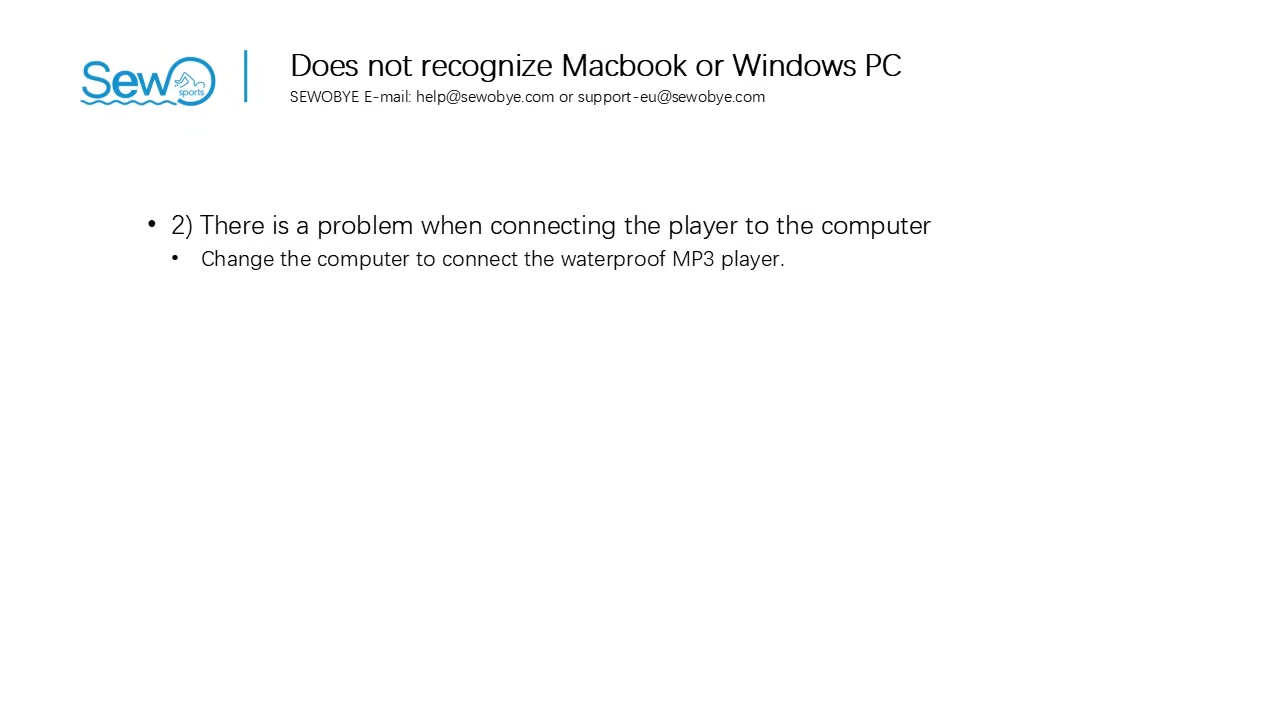 Sewo
sports
Does not recognize Macbook or Windows PC
SEWOBYE E-mail: help@sewobye.com or support-eu@sewobye.com
• 2) There is a problem when connecting the player to the computer
• Change the computer to connect the waterproof MP3 player.